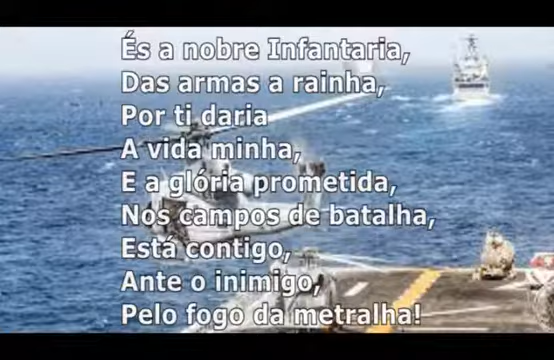 És a nobre Infantaria,
Das armas a rainha,
Por ti daria
A vida minha,
E a glória prometida,
Nos campos de batalha,
Está contigo,
Ante o inimigo,
Pelo fogo da metralha!